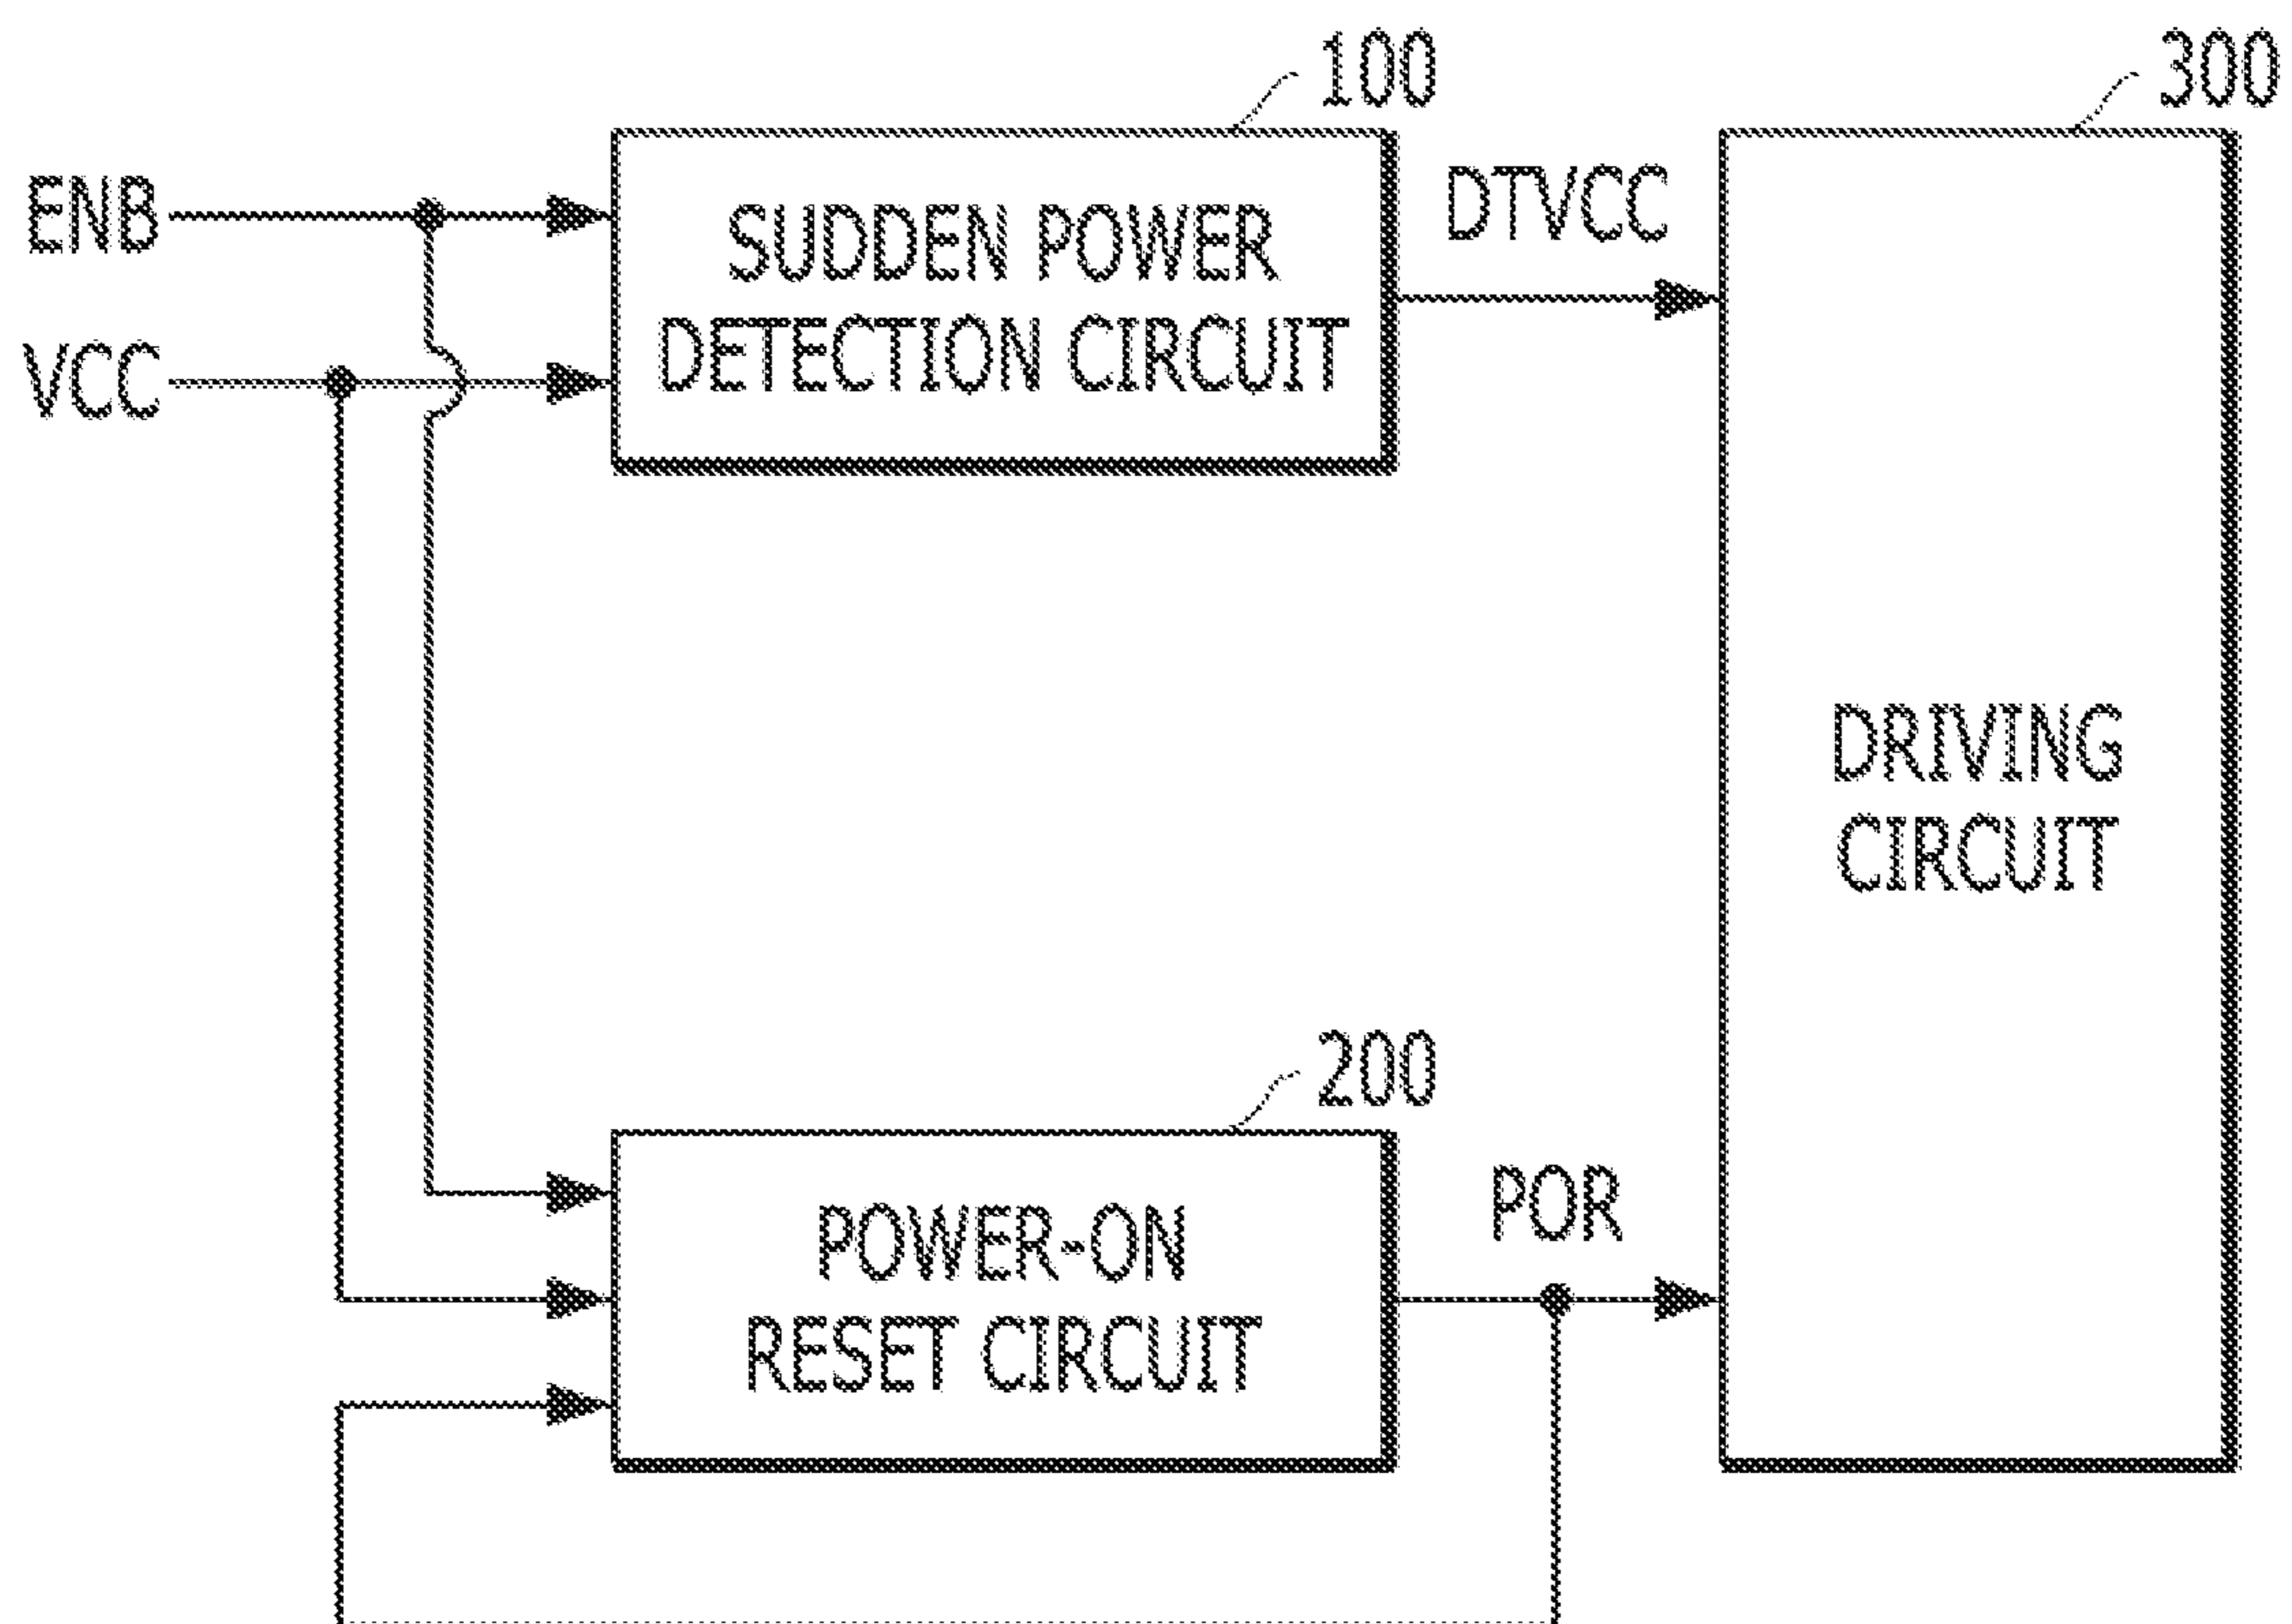 100
300
ENB
SUDDEN POWER
DETECTION CIRCUIT
DTVCC
VCC
DRIVING
CIRCUIT
200
POWER-ON
RESET CIRCUIT
POR